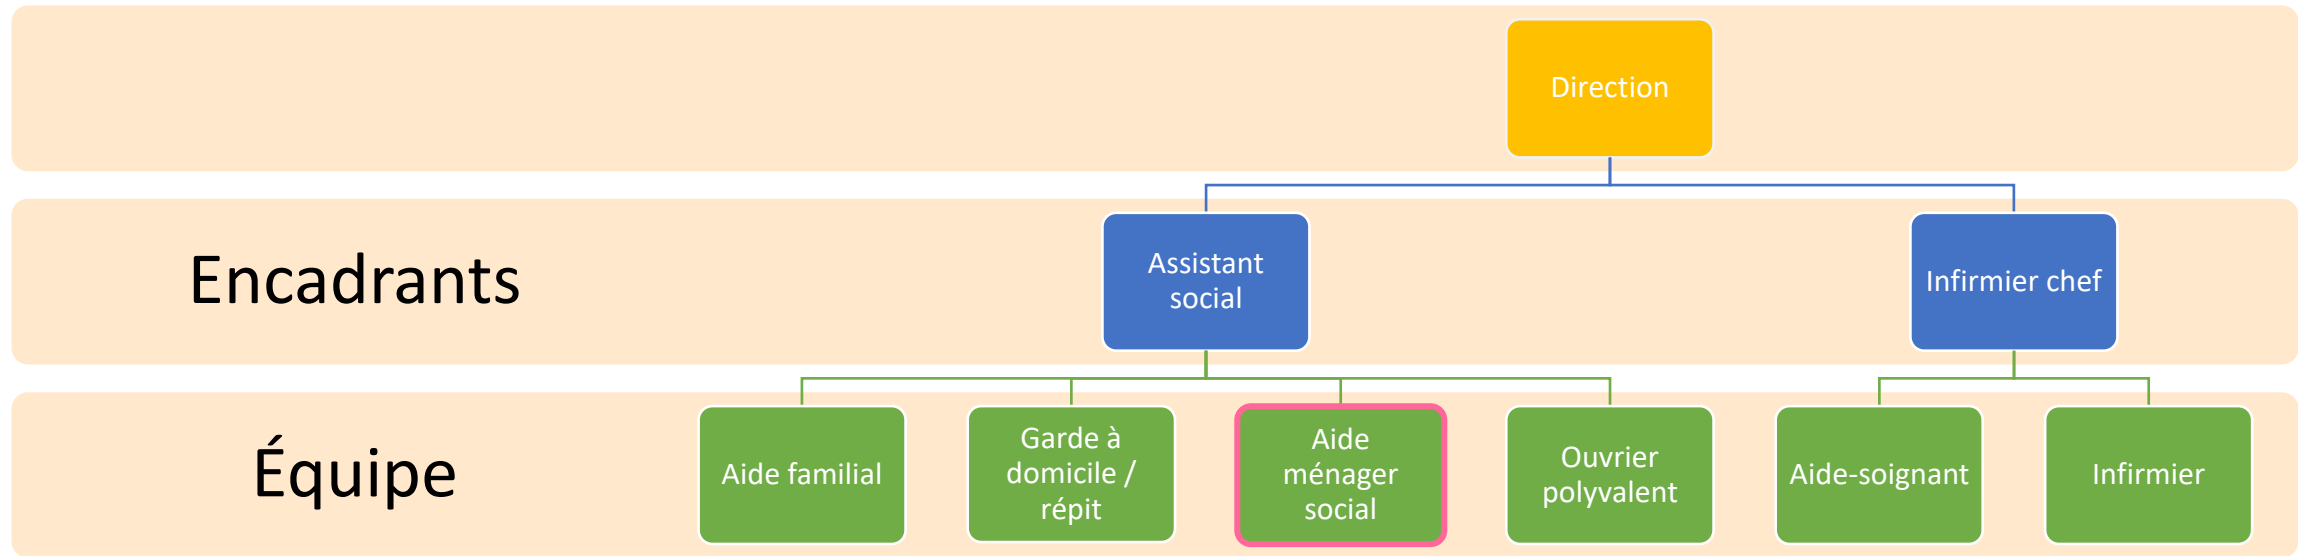 Direction
Encadrants
Assistant
social
Infirmier chef
Équipe
Aide familial
Garde à
domicile /
répit
Aide
ménager
social
Ouvrier
polyvalent
Aide-soignant
Infirmier